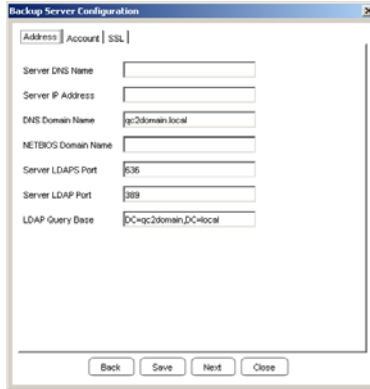 Backup Server Configuration
Address Account SSL
Server DNS Name
Server IP Address
DNS Domain Name qc2domain.local
NETBIOS Domain Name
Server LDAPS Port 636
Server LDAP Port 389
LDAP Query Base DC=qc2domain,DC=local
Back Save Next Close